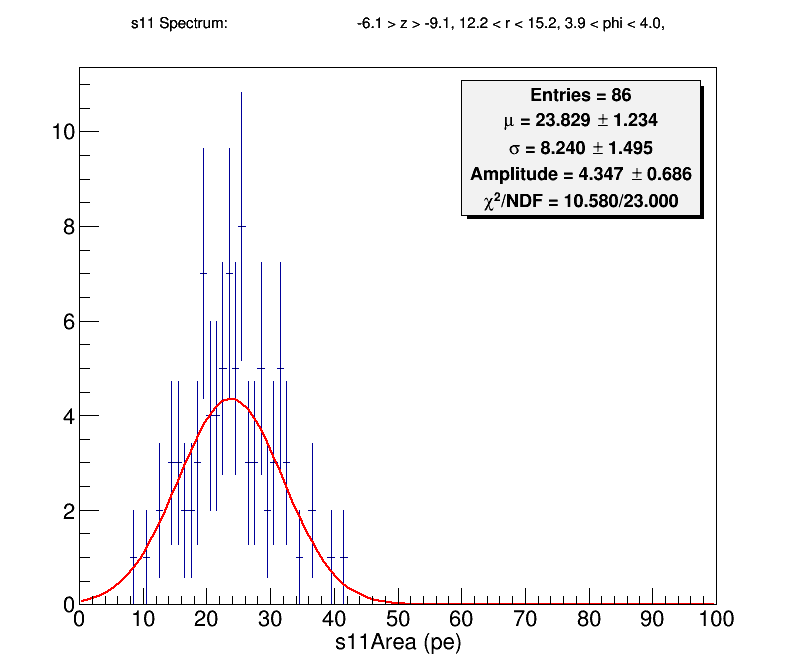 s11 Spectrum: -6.1 > z > -9.1, 12.2 < r < 15.2, 3.9 < phi < 4.0,
Entries = 86
μ = 23.829 ± 1.234
σ = 8.240 ± 1.495
Amplitude = 4.347 ± 0.686
χ²/NDF = 10.580/23.000
10
8
6
4
2
0
0 10 20 30 40 50 60 70 80 90 100
s11Area (pe)